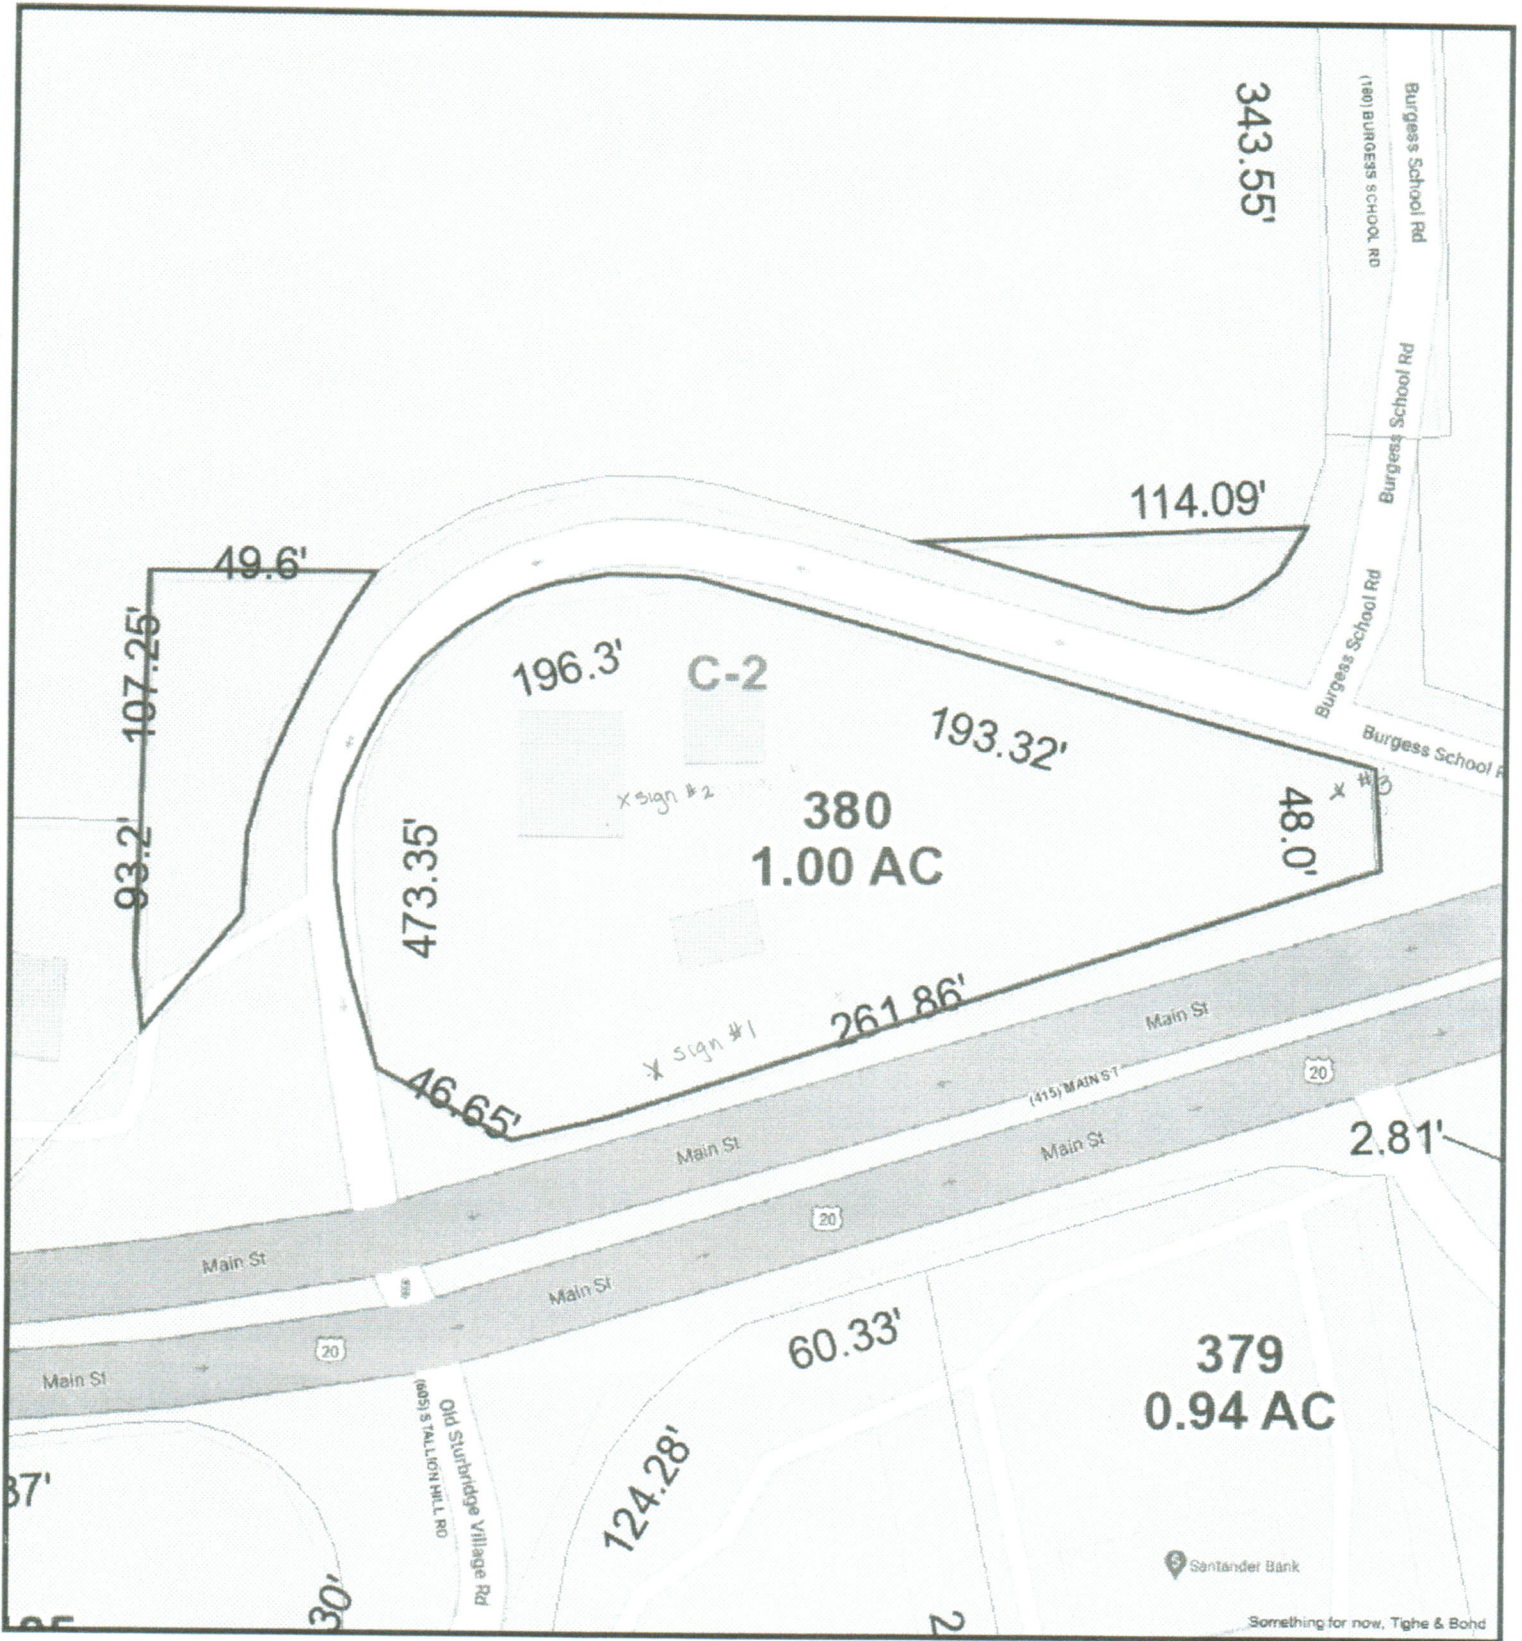 343.55'
(180) BURGESS SCHOOL RD
Burgess School Rd
Burgess School Rd
114.09'
49.6'
107.25'
196.3'
C-2
Burgess School Rd
193.32'
Burgess School R
x sign #2
x #3
380
1.00 AC
48.0'
93.2'
473.35'
261.86'
x sign #1
46.65'
Main St
20
(415) MAIN ST
Main St
Main St
2.81'
20
Main St
Main St
20
Main St
60.33'
379
0.94 AC
(605) STALLION HILL RD
Old Sturbridge Village Rd
124.28'
37'
Santander Bank
30'
2
Something for now, Tighe & Bond